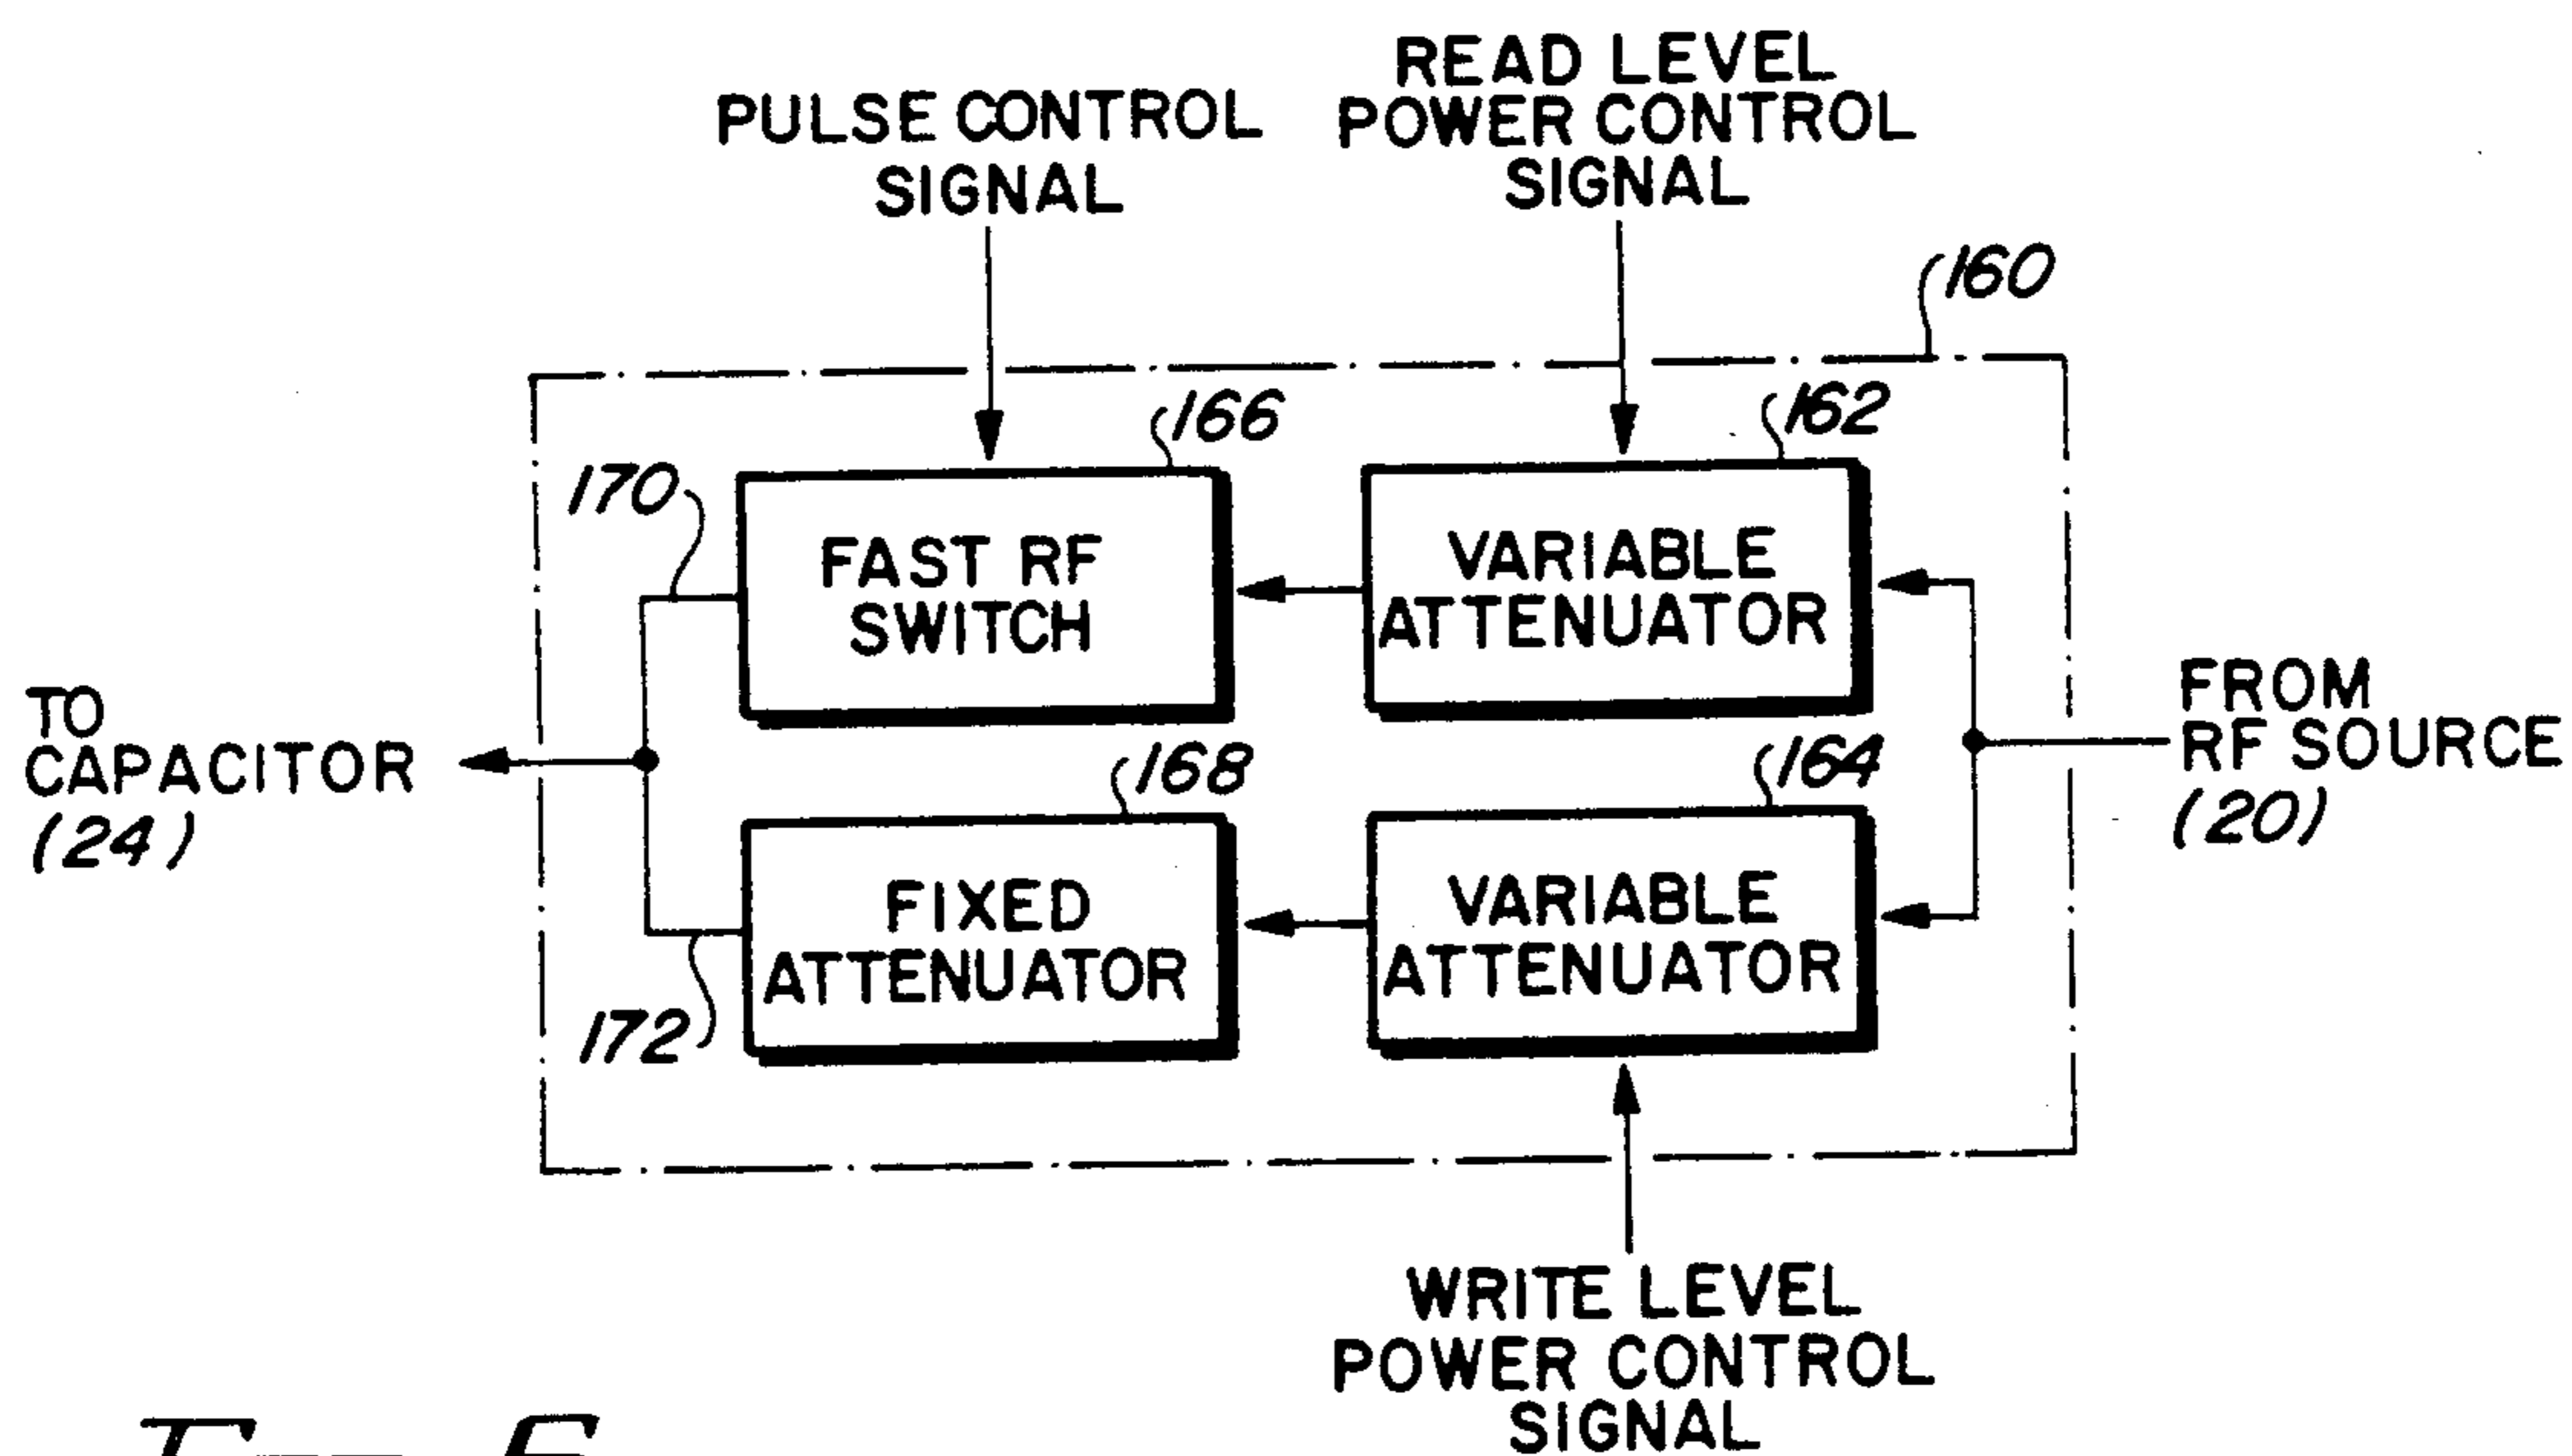 READ LEVEL
POWER CONTROL
SIGNAL
PULSE CONTROL
SIGNAL
160
166
162
170
FAST RF
SWITCH
VARIABLE
ATTENUATOR
TO
CAPACITOR
(24)
FROM
RF SOURCE
(20)
168
164
FIXED
ATTENUATOR
VARIABLE
ATTENUATOR
172
WRITE LEVEL
POWER CONTROL
SIGNAL